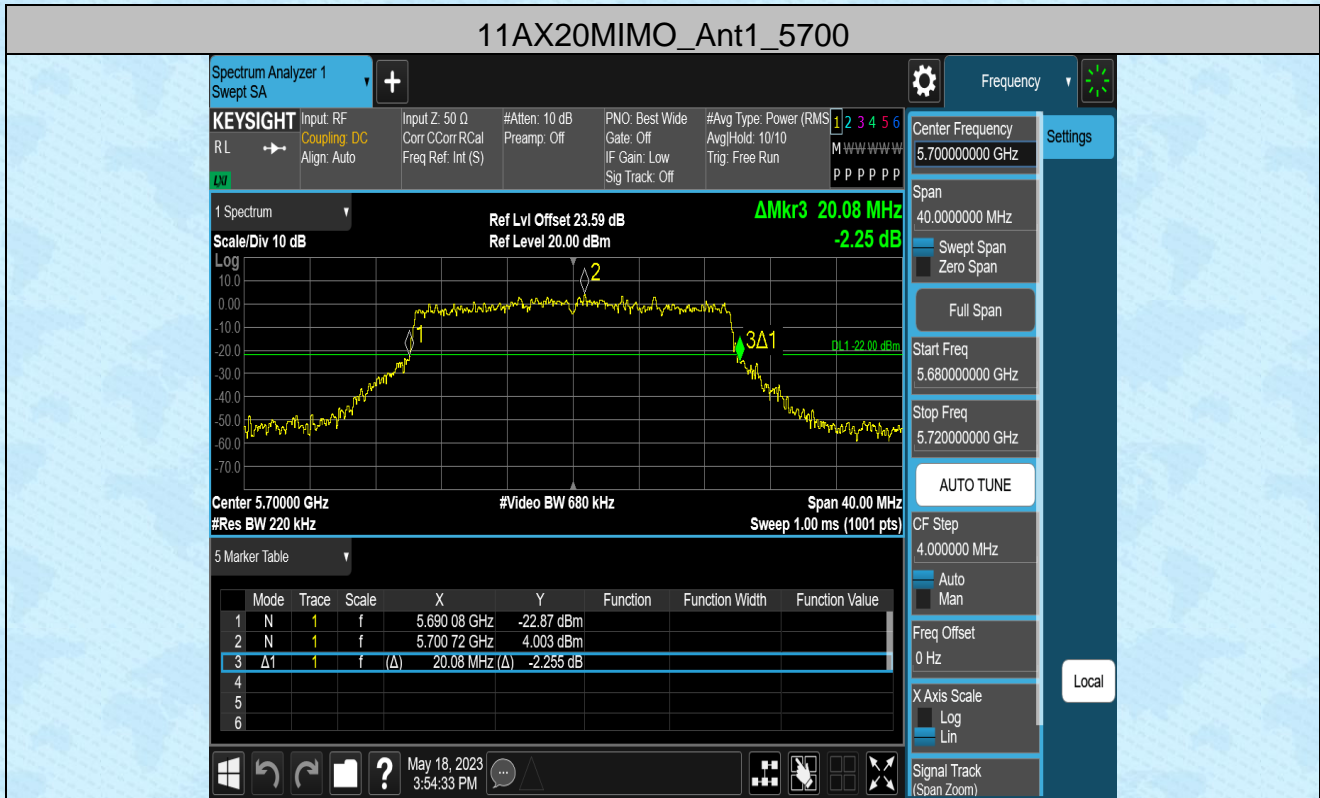 11AX20MIMO_Ant1_5700
Spectrum Analyzer 1
Swept SA
+
Frequency
KEYSIGHT
RL
LXI
Input: RF
Coupling: DC
Align: Auto
Input Z: 50 Ω
Corr CCorr RCal
Freq Ref: Int (S)
#Atten: 10 dB
Preamp: Off
PNO: Best Wide
Gate: Off
IF Gain: Low
Sig Track: Off
#Avg Type: Power (RMS
Avg|Hold: 10/10
Trig: Free Run
1 2 3 4 5 6
M W W W W W
P P P P P P
1 Spectrum
Scale/Div 10 dB
Ref Lvl Offset 23.59 dB
Ref Level 20.00 dBm
ΔMkr3 20.08 MHz
-2.25 dB
Log
10.0
0.00
-10.0
-20.0
-30.0
-40.0
-50.0
-60.0
-70.0
2
1
3Δ1
DL1 -22.00 dBm
Center 5.70000 GHz
#Video BW 680 kHz
Span 40.00 MHz
#Res BW 220 kHz
Sweep 1.00 ms (1001 pts)
5 Marker Table
Mode Trace Scale X Y Function Function Width Function Value
1 N 1 f 5.690 08 GHz -22.87 dBm
2 N 1 f 5.700 72 GHz 4.003 dBm
3 Δ1 1 f (Δ) 20.08 MHz (Δ) -2.255 dB
4
5
6
?
May 18, 2023
3:54:33 PM
Center Frequency
5.700000000 GHz
Settings
Span
40.0000000 MHz
Swept Span
Zero Span
Full Span
Start Freq
5.680000000 GHz
Stop Freq
5.720000000 GHz
AUTO TUNE
CF Step
4.000000 MHz
Auto
Man
Freq Offset
0 Hz
X Axis Scale
Log
Lin
Local
Signal Track
(Span Zoom)